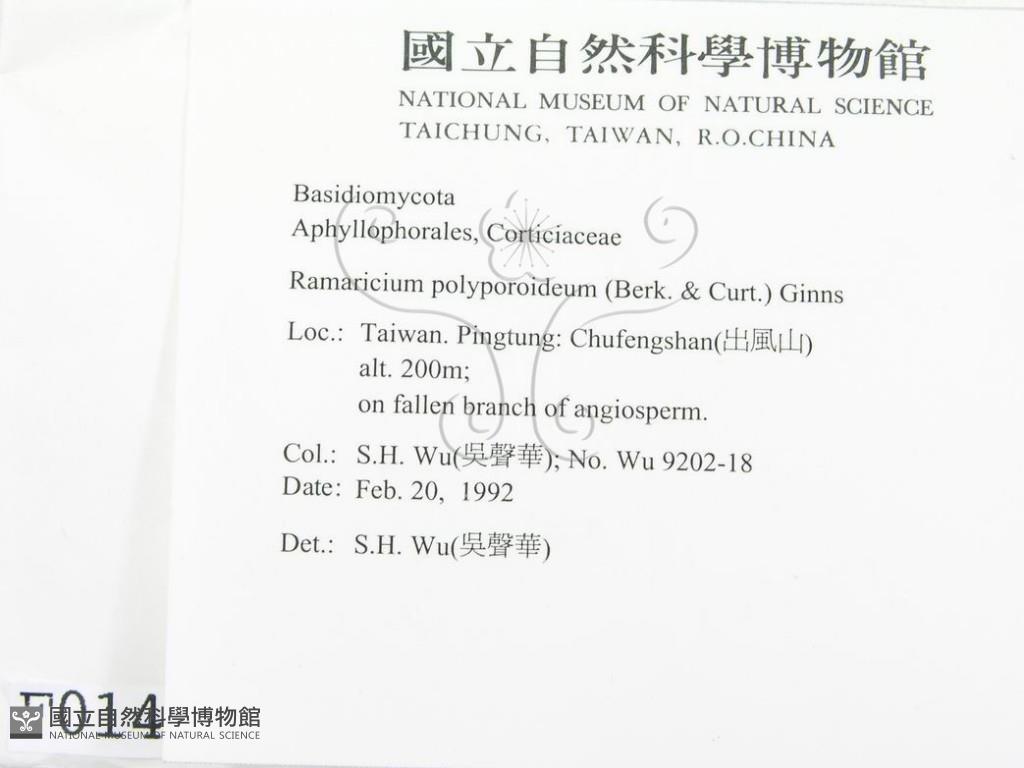 國立自然科學博物館
NATIONAL MUSEUM OF NATURAL SCIENCE
TAICHUNG, TAIWAN, R.O.CHINA
Basidiomycota
Aphyllophorales, Corticiaceae
Ramaricium polyporoideum (Berk. & Curt.) Ginns
Loc.: Taiwan. Pingtung: Chufengshan(出風山)
alt. 200m;
on fallen branch of angiosperm.
Col.: S.H. Wu(吳聲華); No. Wu 9202-18
Date: Feb. 20, 1992
Det.: S.H. Wu(吳聲華)
F014
國立自然科學博物館
NATIONAL MUSEUM OF NATURAL SCIENCE